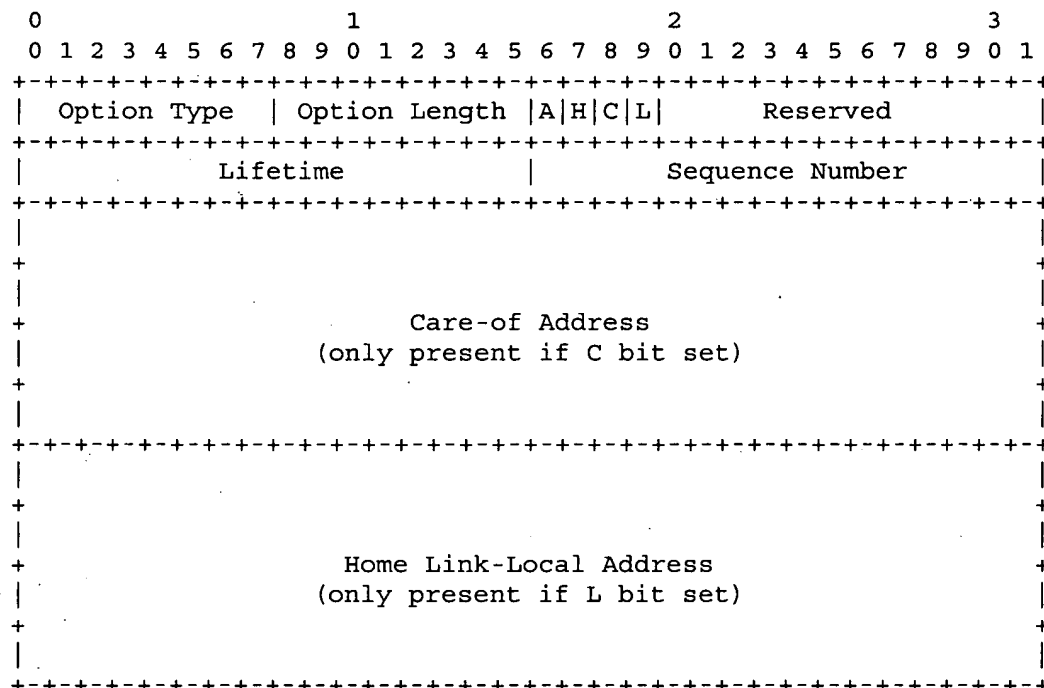 0                   1                   2                   3
 0 1 2 3 4 5 6 7 8 9 0 1 2 3 4 5 6 7 8 9 0 1 2 3 4 5 6 7 8 9 0 1
+-+-+-+-+-+-+-+-+-+-+-+-+-+-+-+-+-+-+-+-+-+-+-+-+-+-+-+-+-+-+-+-+
|  Option Type  | Option Length |A|H|C|L|       Reserved        |
+-+-+-+-+-+-+-+-+-+-+-+-+-+-+-+-+-+-+-+-+-+-+-+-+-+-+-+-+-+-+-+-+
|           Lifetime            |        Sequence Number        |
+-+-+-+-+-+-+-+-+-+-+-+-+-+-+-+-+-+-+-+-+-+-+-+-+-+-+-+-+-+-+-+-+
|                                                               |
+                                                               +
|                                                               |
+                        Care-of Address                        +
|                 (only present if C bit set)                   |
+                                                               +
|                                                               |
+-+-+-+-+-+-+-+-+-+-+-+-+-+-+-+-+-+-+-+-+-+-+-+-+-+-+-+-+-+-+-+-+
|                                                               |
+                                                               +
|                                                               |
+                    Home Link-Local Address                    +
|                 (only present if L bit set)                   |
+                                                               +
|                                                               |
+-+-+-+-+-+-+-+-+-+-+-+-+-+-+-+-+-+-+-+-+-+-+-+-+-+-+-+-+-+-+-+-+